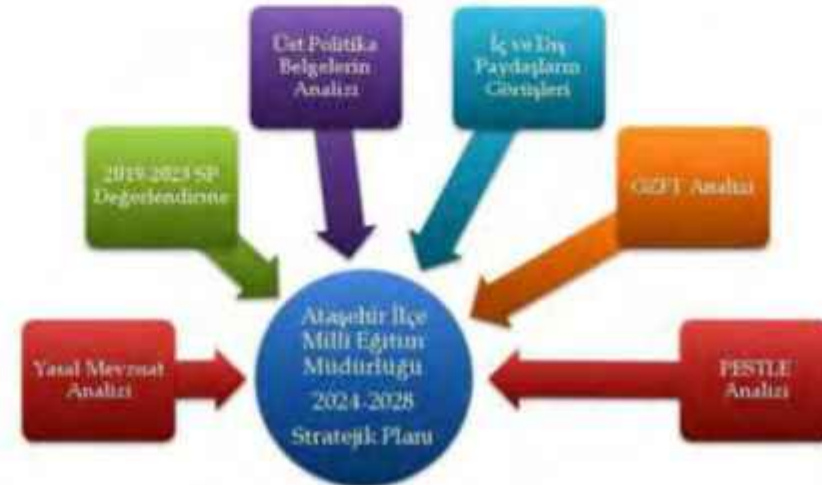 Üst Politika
Belgelerin
Analizi
İç ve Dış
Paydaşların
Görüşleri
2019-2023 SP
Değerlendirme
GZFT Analizi
Yasal Mevzuat
Analizi
Ataşehir İlçe
Milli Eğitim
Müdürlüğü
2024-2028
Stratejik Planı
PESTLE
Analizi